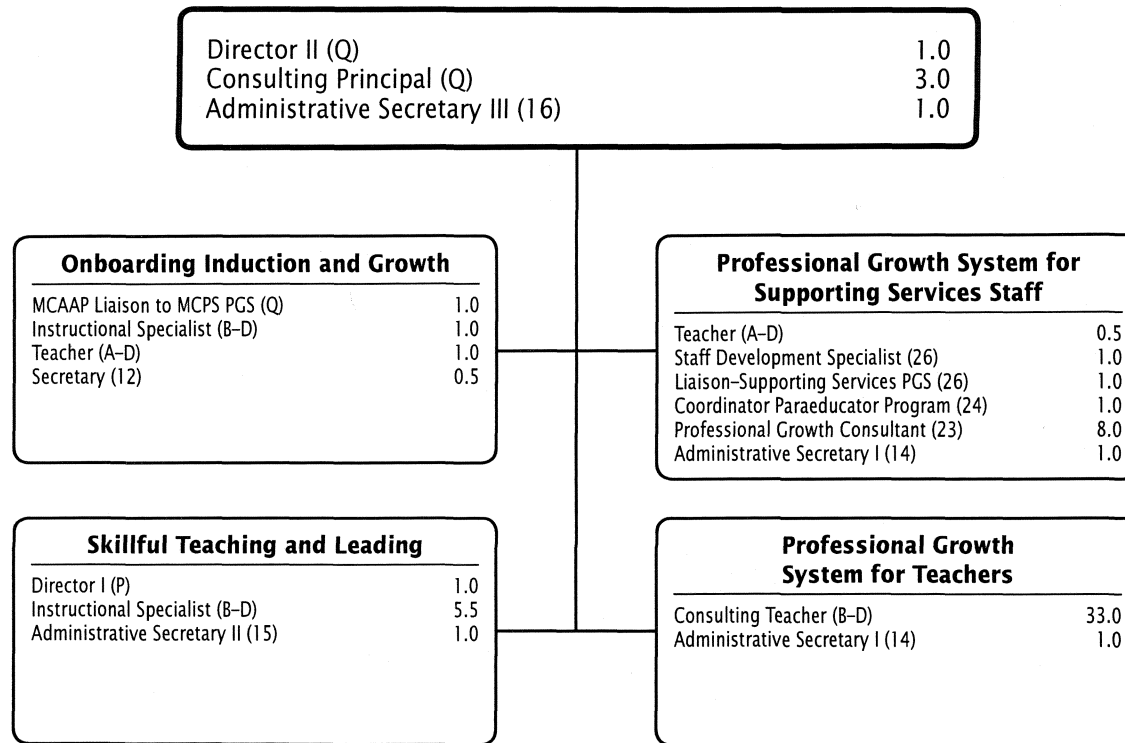 Director II (Q) 1.0
Consulting Principal (Q) 3.0
Administrative Secretary III (16) 1.0
Onboarding Induction and Growth
MCAAP Liaison to MCPS PGS (Q) 1.0
Instructional Specialist (B–D) 1.0
Teacher (A–D) 1.0
Secretary (12) 0.5
Professional Growth System for
Supporting Services Staff
Teacher (A–D) 0.5
Staff Development Specialist (26) 1.0
Liaison–Supporting Services PGS (26) 1.0
Coordinator Paraeducator Program (24) 1.0
Professional Growth Consultant (23) 8.0
Administrative Secretary I (14) 1.0
Skillful Teaching and Leading
Director I (P) 1.0
Instructional Specialist (B–D) 5.5
Administrative Secretary II (15) 1.0
Professional Growth
System for Teachers
Consulting Teacher (B–D) 33.0
Administrative Secretary I (14) 1.0